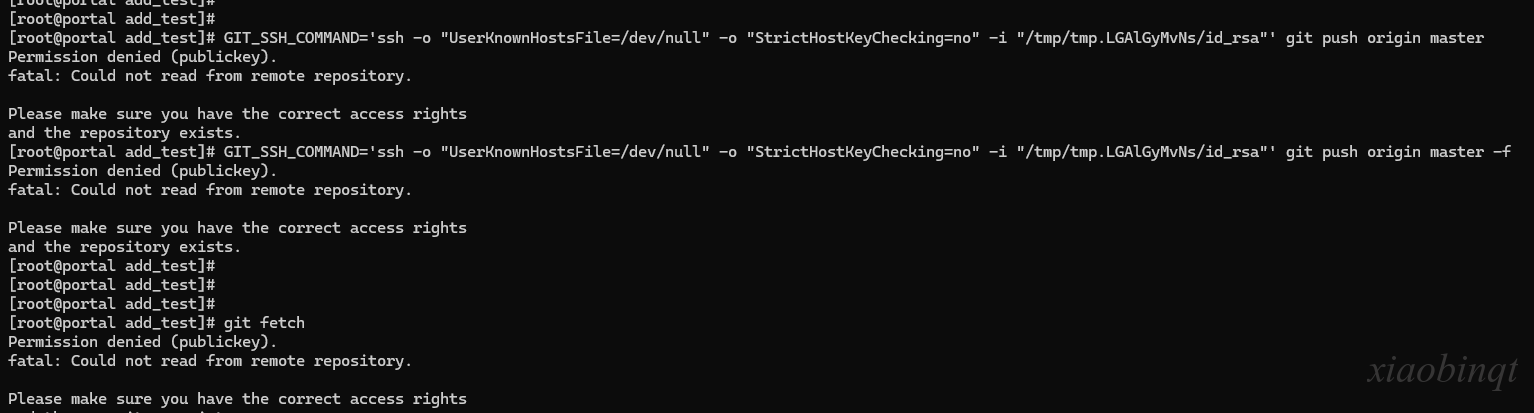 [root@portal add_test]#
[root@portal add_test]#
[root@portal add_test]# GIT_SSH_COMMAND='ssh -o "UserKnownHostsFile=/dev/null" -o "StrictHostKeyChecking=no" -i "/tmp/tmp.LGAlGyMvNs/id_rsa"' git push origin master
Permission denied (publickey).
fatal: Could not read from remote repository.

Please make sure you have the correct access rights
and the repository exists.
[root@portal add_test]# GIT_SSH_COMMAND='ssh -o "UserKnownHostsFile=/dev/null" -o "StrictHostKeyChecking=no" -i "/tmp/tmp.LGAlGyMvNs/id_rsa"' git push origin master -f
Permission denied (publickey).
fatal: Could not read from remote repository.

Please make sure you have the correct access rights
and the repository exists.
[root@portal add_test]#
[root@portal add_test]#
[root@portal add_test]#
[root@portal add_test]# git fetch
Permission denied (publickey).
fatal: Could not read from remote repository.

Please make sure you have the correct access rights
xiaobinqt